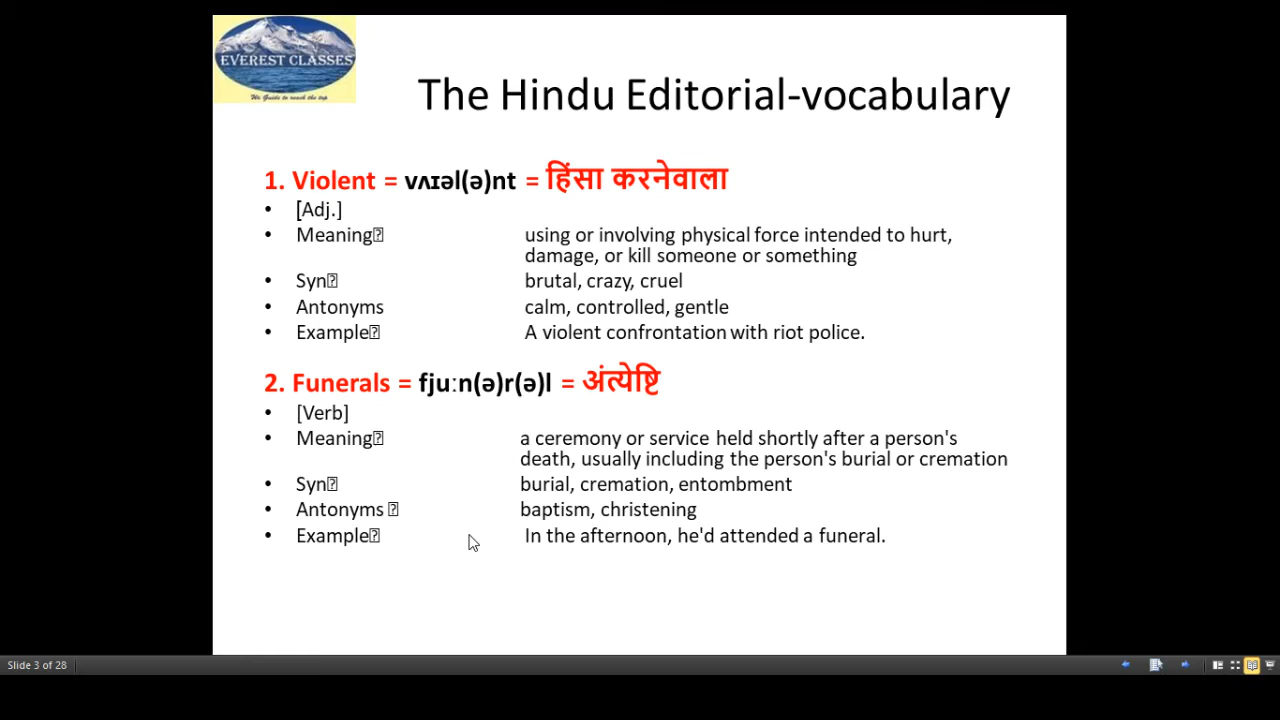 EVEREST CLASSES
We Guide to reach the top
The Hindu Editorial-vocabulary
1. Violent = vʌɪəl(ə)nt = हिंसा करनेवाला
• [Adj.]
• Meaning using or involving physical force intended to hurt,
damage, or kill someone or something
• Syn brutal, crazy, cruel
• Antonyms calm, controlled, gentle
• Example A violent confrontation with riot police.
2. Funerals = fjuːn(ə)r(ə)l = अंत्येष्टि
• [Verb]
• Meaning a ceremony or service held shortly after a person's
death, usually including the person's burial or cremation
• Syn burial, cremation, entombment
• Antonyms baptism, christening
• Example In the afternoon, he'd attended a funeral.
Slide 3 of 28